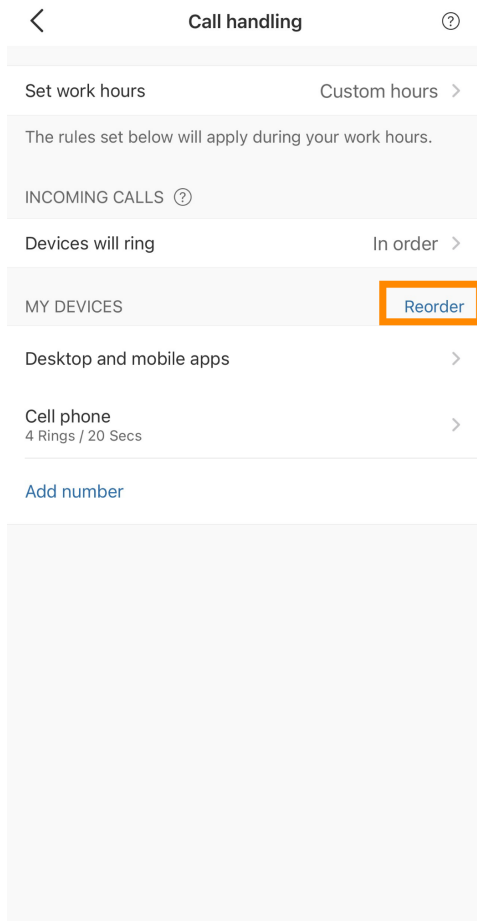 Call handling ?
Set work hours Custom hours
The rules set below will apply during your work hours.
INCOMING CALLS ?
Devices will ring In order
MY DEVICES Reorder
Desktop and mobile apps
Cell phone
4 Rings / 20 Secs
Add number